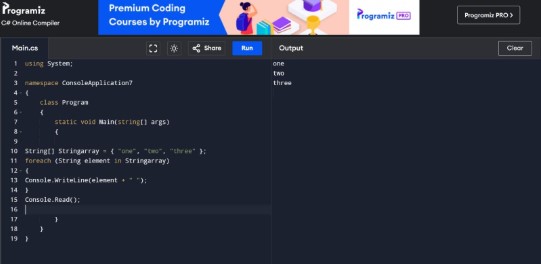 Programiz
C# Online Compiler
Premium Coding
Courses by Programiz
Programiz PRO
Programiz PRO >
Main.cs
Share
Run
Output
Clear
1 using System;
2
3 namespace ConsoleApplication7
4 {
5 class Program
6 {
7 static void Main(string[] args)
8 {
9
10 String[] Stringarray = { "one", "two", "three" };
11 foreach (String element in Stringarray)
12 {
13 Console.WriteLine(element + " ");
14 }
15 Console.Read();
16
17 }
18 }
19 }
one
two
three